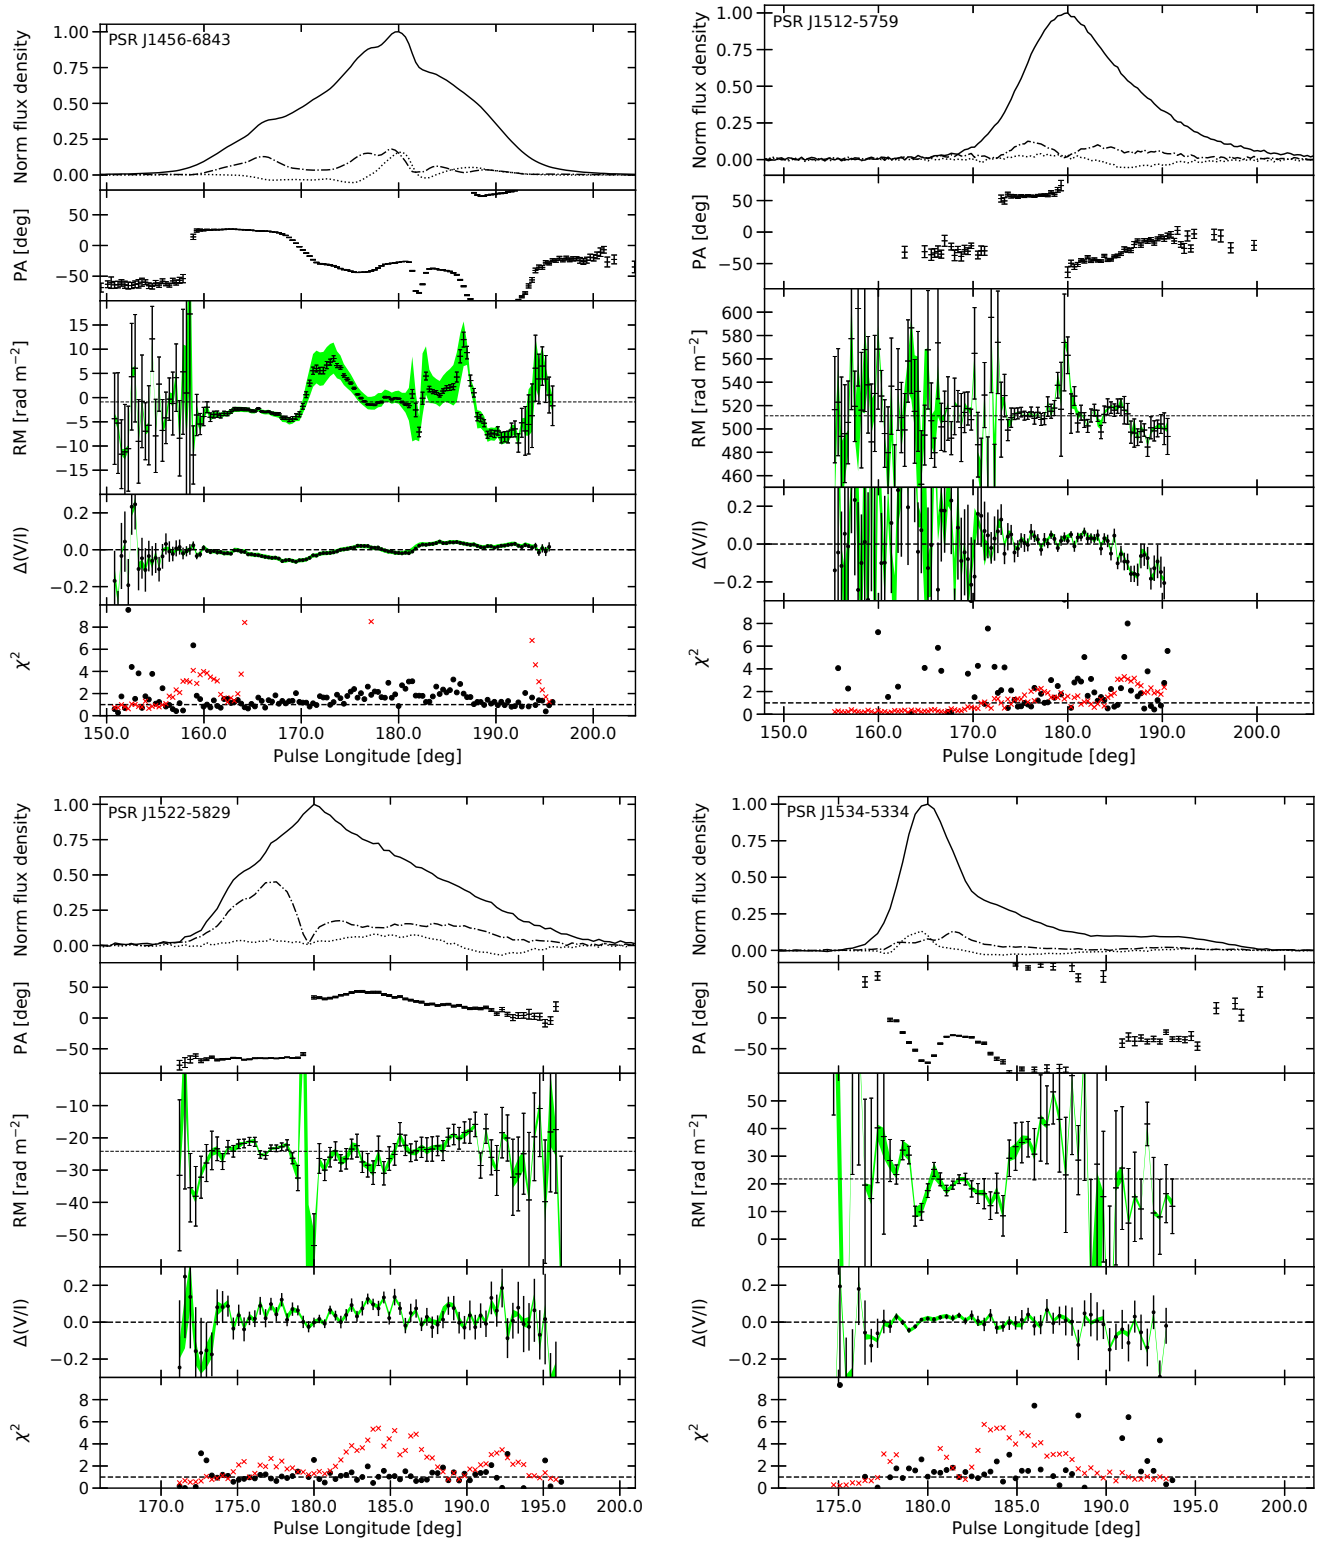 PSR J1456-6843
Norm flux density
1.00
0.75
0.50
0.25
0.00
PA [deg]
50
0
−50
RM [rad m⁻²]
15
10
5
0
−5
−10
−15
Δ(V/I)
0.2
0.0
−0.2
χ²
8
6
4
2
0
150.0 160.0 170.0 180.0 190.0 200.0
Pulse Longitude [deg]
PSR J1512-5759
Norm flux density
1.00
0.75
0.50
0.25
0.00
PA [deg]
50
0
−50
RM [rad m⁻²]
600
580
560
540
520
500
480
460
Δ(V/I)
0.2
0.0
−0.2
χ²
8
6
4
2
0
150.0 160.0 170.0 180.0 190.0 200.0
Pulse Longitude [deg]
PSR J1522-5829
Norm flux density
1.00
0.75
0.50
0.25
0.00
PA [deg]
50
0
−50
RM [rad m⁻²]
−10
−20
−30
−40
−50
Δ(V/I)
0.2
0.0
−0.2
χ²
8
6
4
2
0
170.0 175.0 180.0 185.0 190.0 195.0 200.0
Pulse Longitude [deg]
PSR J1534-5334
Norm flux density
1.00
0.75
0.50
0.25
0.00
PA [deg]
50
0
−50
RM [rad m⁻²]
50
40
30
20
10
0
Δ(V/I)
0.2
0.0
−0.2
χ²
8
6
4
2
0
175.0 180.0 185.0 190.0 195.0 200.0
Pulse Longitude [deg]